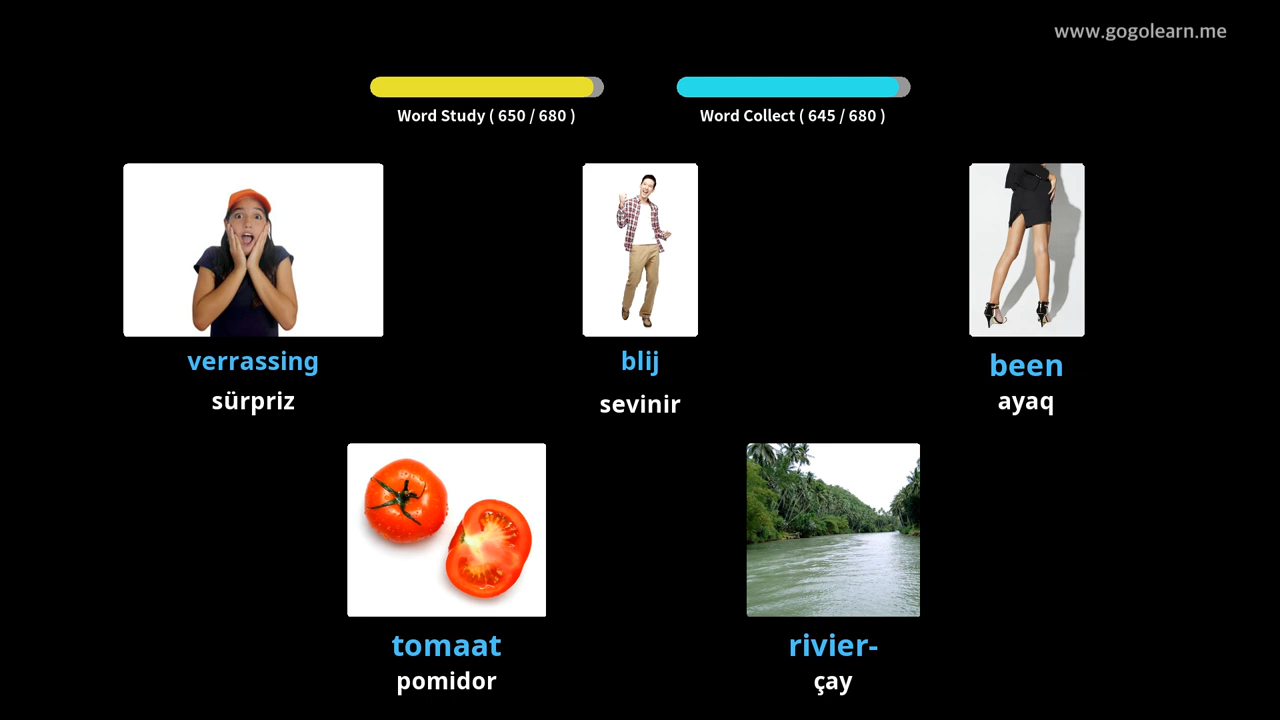 www.gogolearn.me
Word Study ( 650 / 680 )
Word Collect ( 645 / 680 )
verrassing
sürpriz
blij
sevinir
been
ayaq
tomaat
pomidor
rivier-
çay